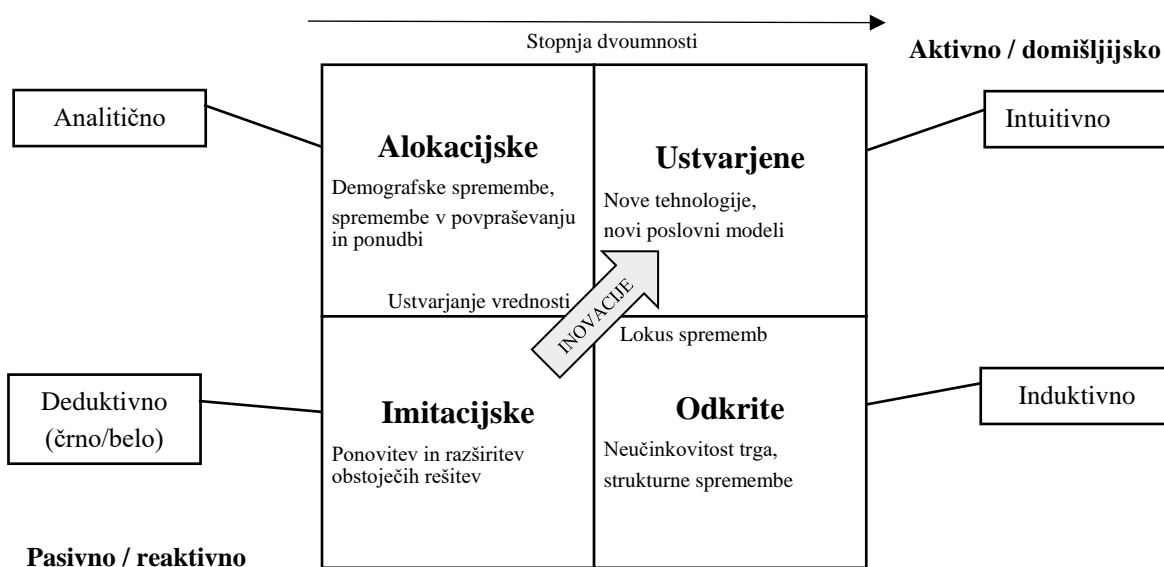 Stopnja dvoumnosti
Aktivno / domišljijsko
Analitično
Intuitivno
Alokacijske
Demografske spremembe,
spremembe v povpraševanju
in ponudbi
Ustvarjene
Nove tehnologije,
novi poslovni modeli
Ustvarjanje vrednosti
INOVACIJE
Lokus sprememb
Deduktivno
(črno/belo)
Induktivno
Imitacijske
Ponovitev in razširitev
obstoječih rešitev
Odkrite
Neučinkovitost trga,
strukturne spremembe
Pasivno / reaktivno